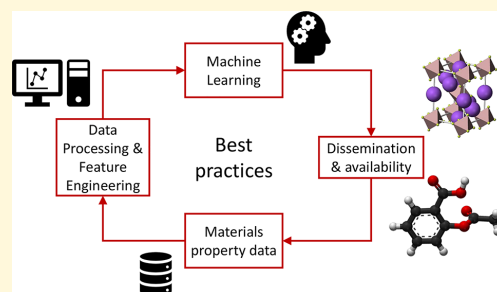 Machine
Learning
Data
Processing &
Feature
Engineering
Best
practices
Dissemination
& availability
Materials
property data